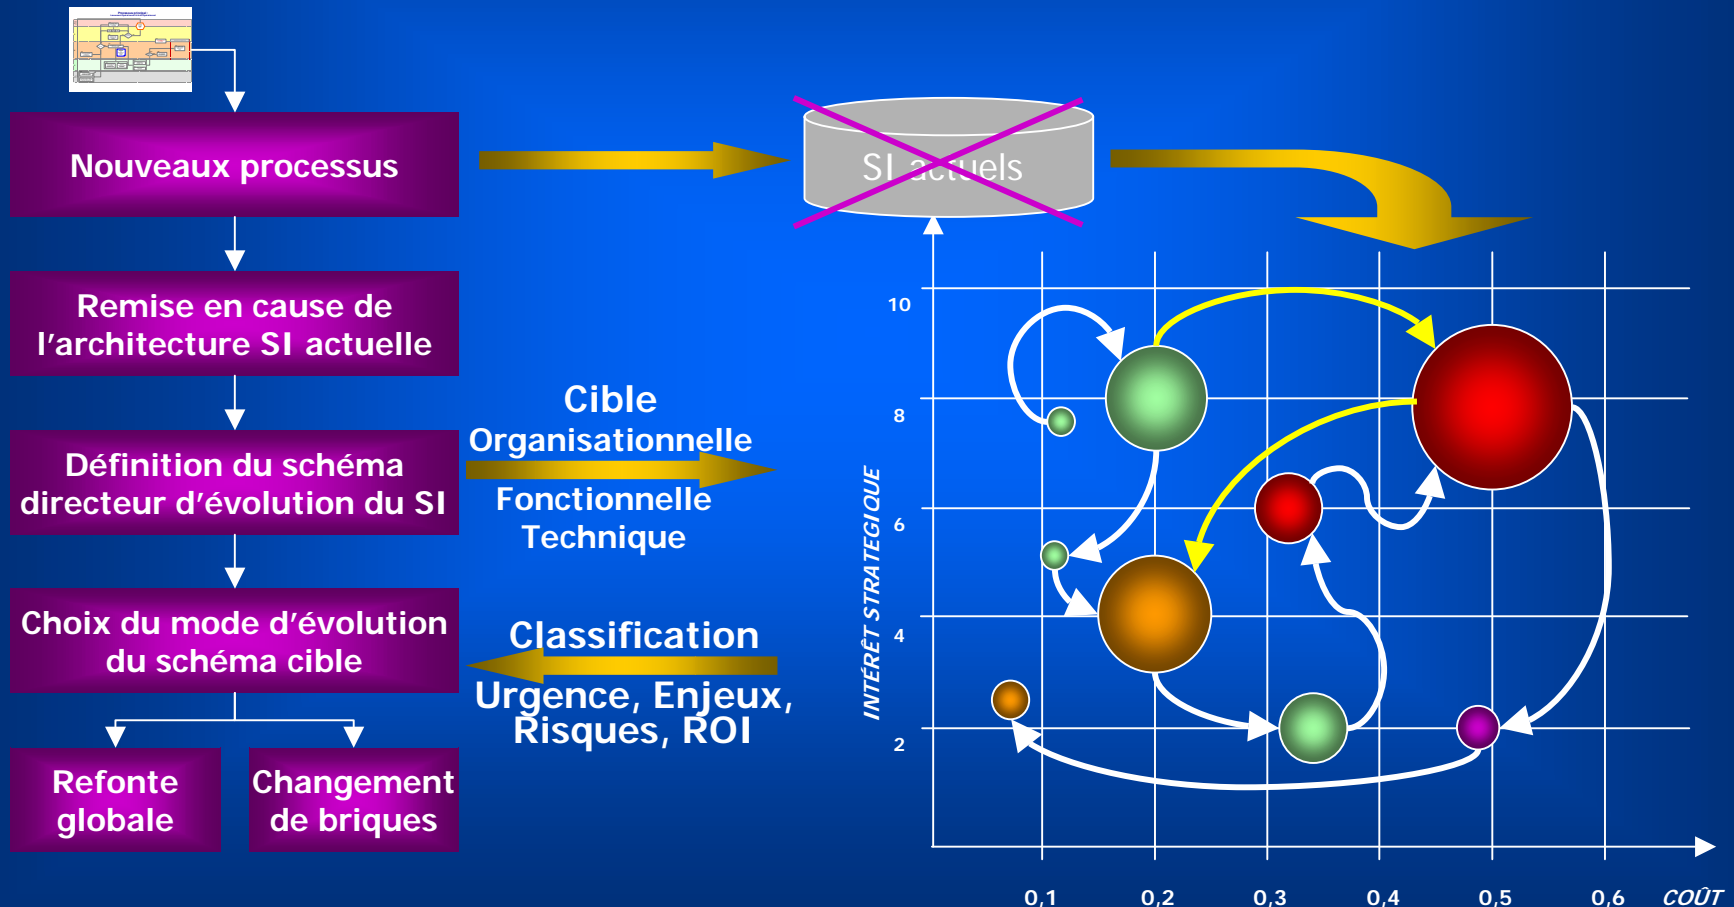 Nouveaux processus
SI actuels
Remise en cause de
l'architecture SI actuelle
Définition du schéma
directeur d'évolution du SI
Cible
Organisationnelle
Fonctionnelle
Technique
Choix du mode d'évolution
du schéma cible
Classification
Urgence, Enjeux,
Risques, ROI
Refonte
globale
Changement
de briques
INTÉRÊT STRATEGIQUE
10
8
6
4
2
0,1 0,2 0,3 0,4 0,5 0,6 COÛT